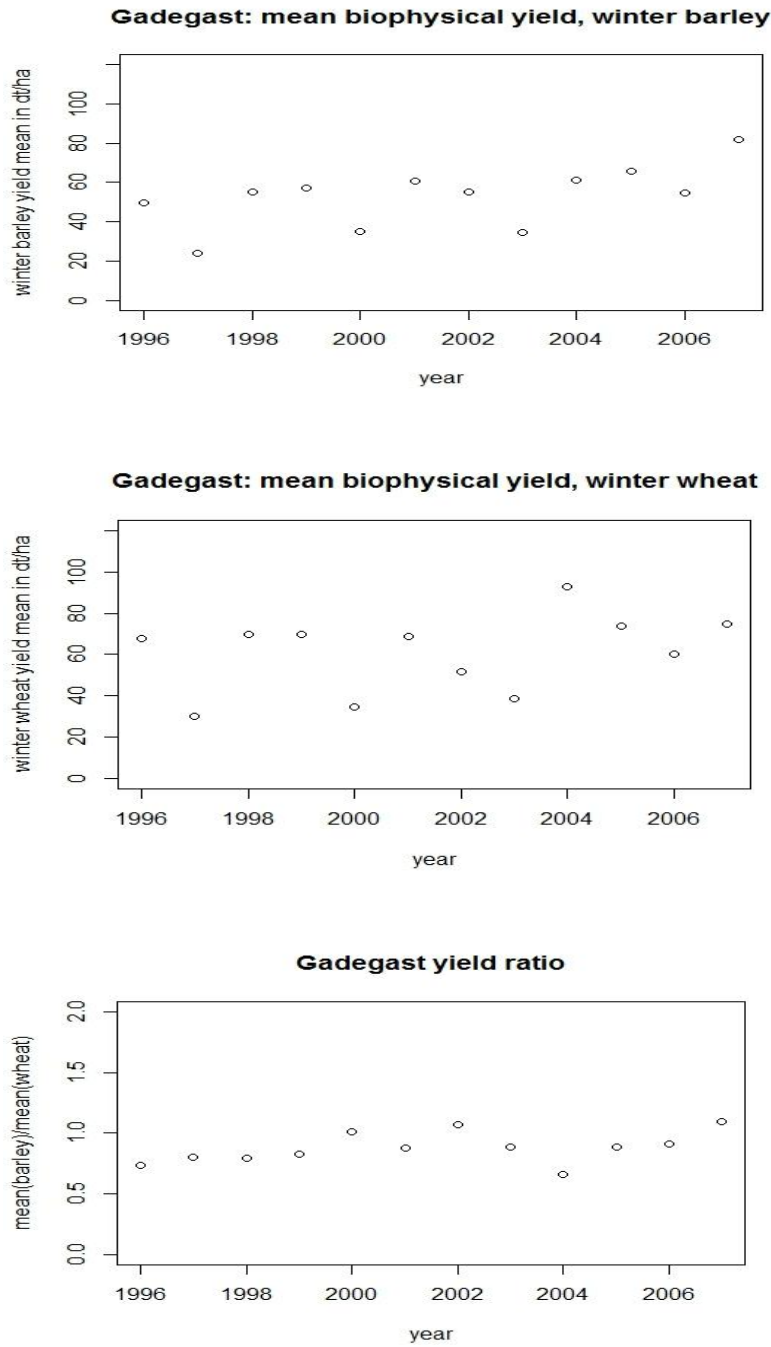 Gadegast: mean biophysical yield, winter barley
winter barley yield mean in dt/ha
100
80
60
40
20
0
1996 1998 2000 2002 2004 2006
year
Gadegast: mean biophysical yield, winter wheat
winter wheat yield mean in dt/ha
100
80
60
40
20
0
1996 1998 2000 2002 2004 2006
year
Gadegast yield ratio
mean(barley)/mean(wheat)
2.0
1.5
1.0
0.5
0.0
1996 1998 2000 2002 2004 2006
year